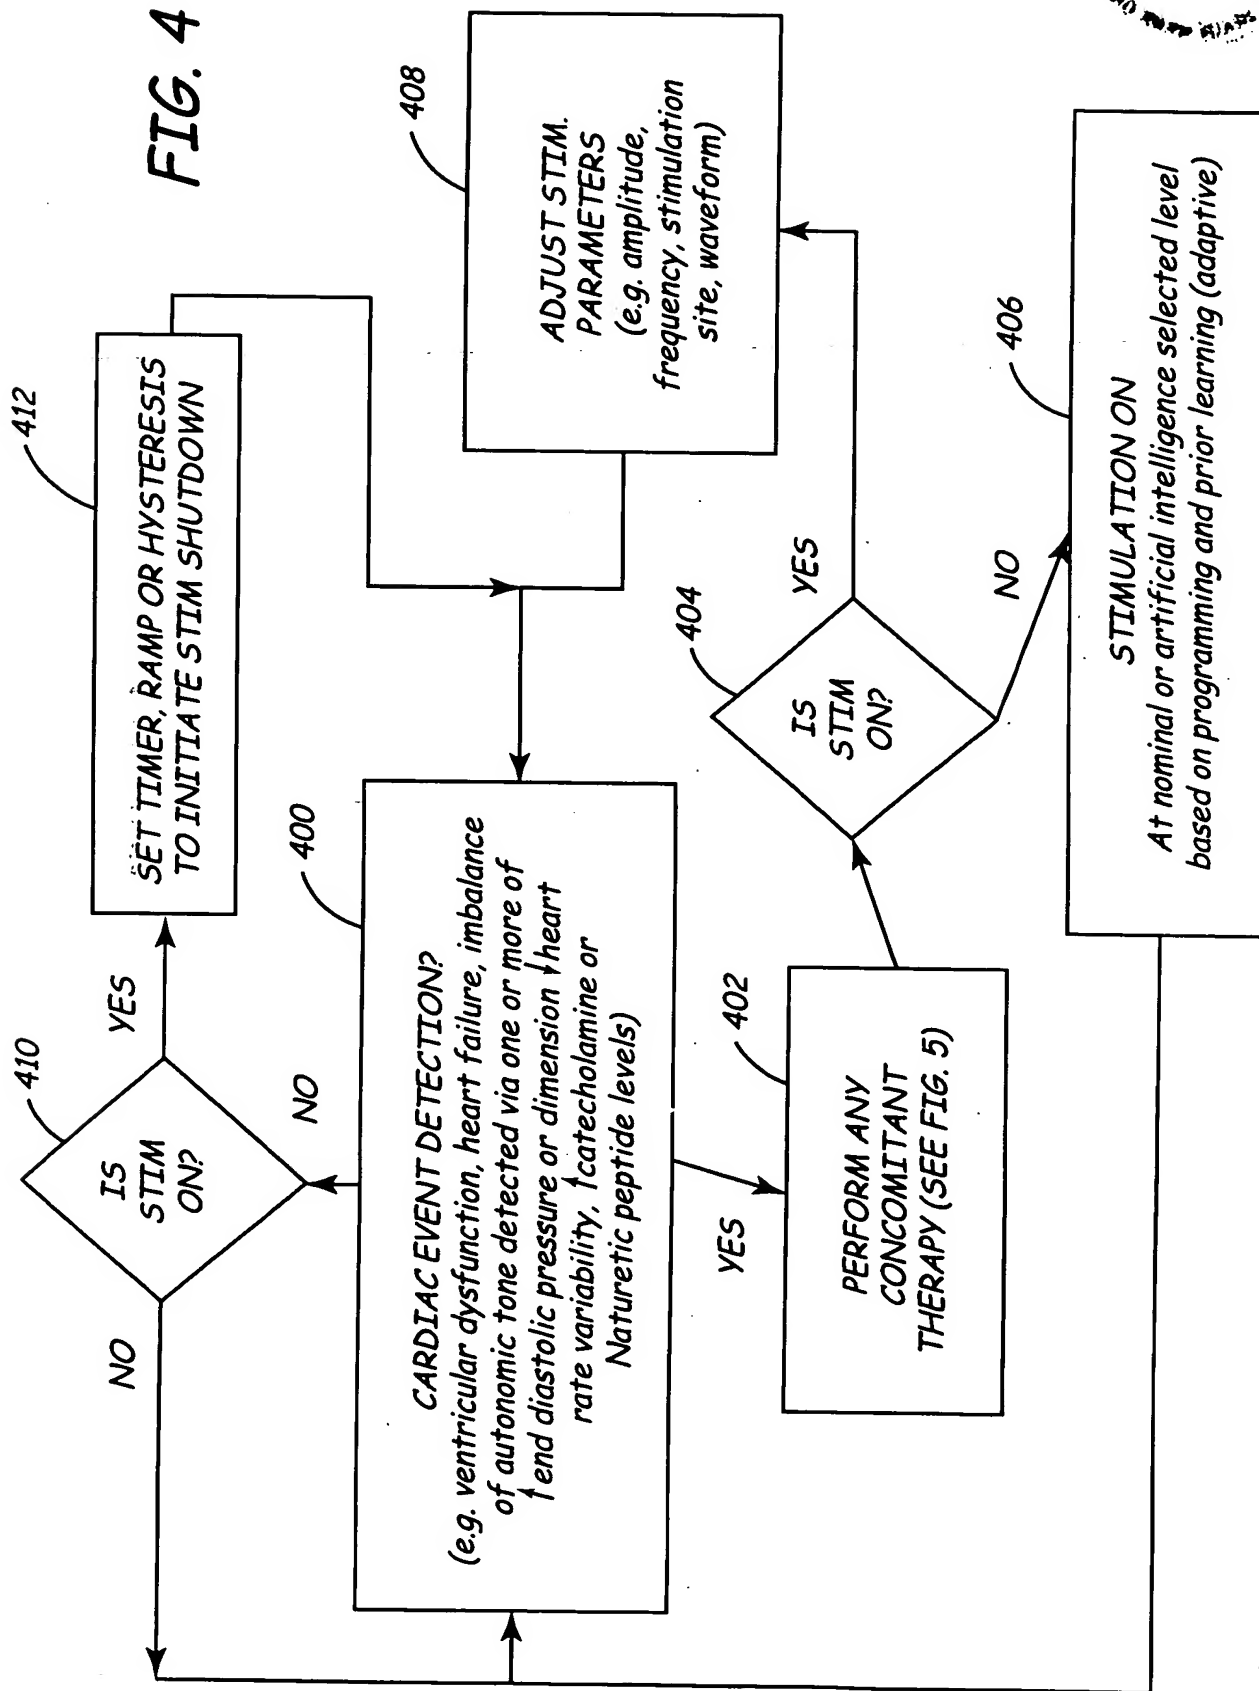 FIG. 4
410
IS
STIM
ON?
YES
NO
NO
412
SET TIMER, RAMP OR HYSTERESIS
TO INITIATE STIM SHUTDOWN
400
CARDIAC EVENT DETECTION?
(e.g. ventricular dysfunction, heart failure, imbalance
of autonomic tone detected via one or more of
↑end diastolic pressure or dimension ↓heart
rate variability, ↑catecholamine or
Naturetic peptide levels)
YES
402
PERFORM ANY
CONCOMITANT
THERAPY (SEE FIG. 5)
404
IS
STIM
ON?
YES
NO
408
ADJUST STIM.
PARAMETERS
(e.g. amplitude,
frequency, stimulation
site, waveform)
406
STIMULATION ON
At nominal or artificial intelligence selected level
based on programming and prior learning (adaptive)